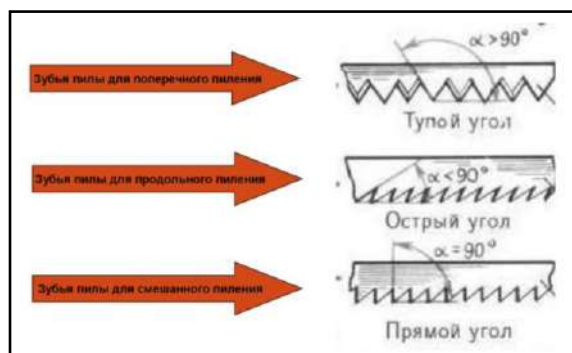 Зубья пилы для поперечного пиления
α>90°
Тупой угол
Зубья пилы для продольного пиления
α<90°
Острый угол
Зубья пилы для смешанного пиления
α=90°
Прямой угол